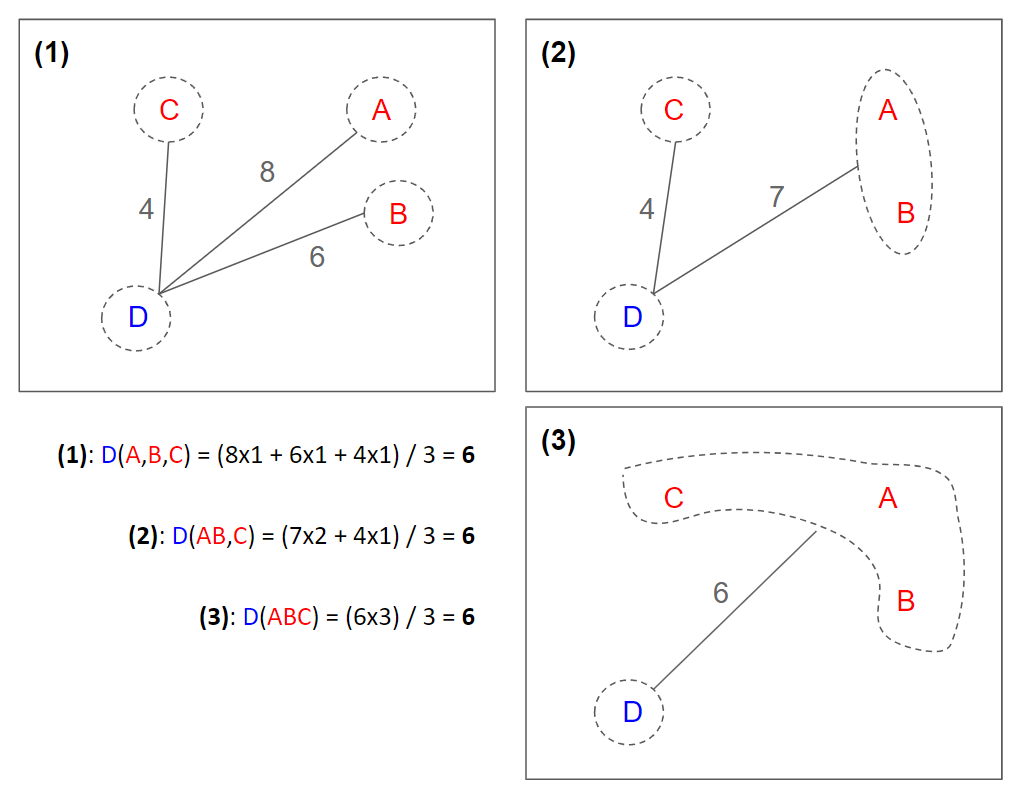 (1)
C
A
8
4
B
6
D
(2)
C
A
7
4
B
D
(1): D(A,B,C) = (8x1 + 6x1 + 4x1) / 3 = 6
(2): D(AB,C) = (7x2 + 4x1) / 3 = 6
(3): D(ABC) = (6x3) / 3 = 6
(3)
C
A
6
B
D